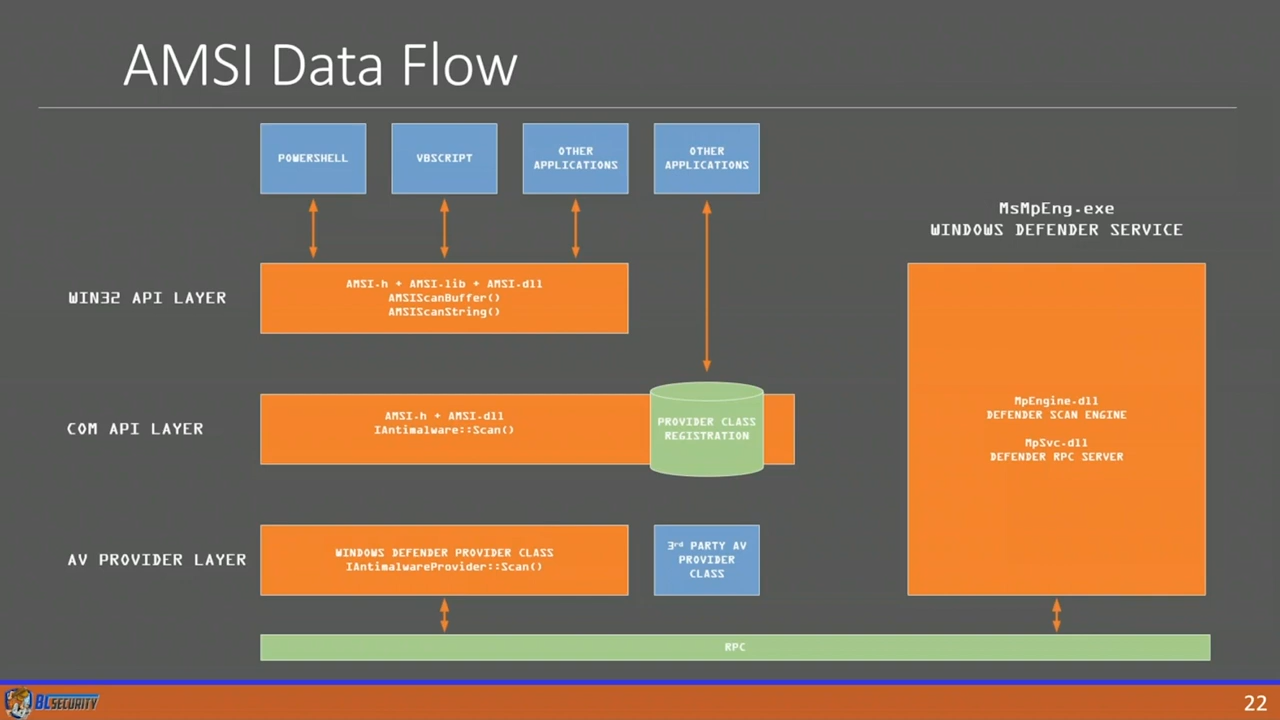 AMSI Data Flow
POWERSHELL
VBSCRIPT
OTHER
APPLICATIONS
OTHER
APPLICATIONS
MsMpEng.exe
WINDOWS DEFENDER SERVICE
WIN32 API LAYER
AMSI.h + AMSI.lib + AMSI.dll
AMSIScanBuffer()
AMSIScanString()
COM API LAYER
AMSI.h + AMSI.dll
IAntimalware::Scan()
PROVIDER CLASS
REGISTRATION
MpEngine.dll
DEFENDER SCAN ENGINE
MpSvc.dll
DEFENDER RPC SERVER
AV PROVIDER LAYER
WINDOWS DEFENDER PROVIDER CLASS
IAntimalwareProvider::Scan()
3rd PARTY AV
PROVIDER
CLASS
RPC
BC SECURITY
22